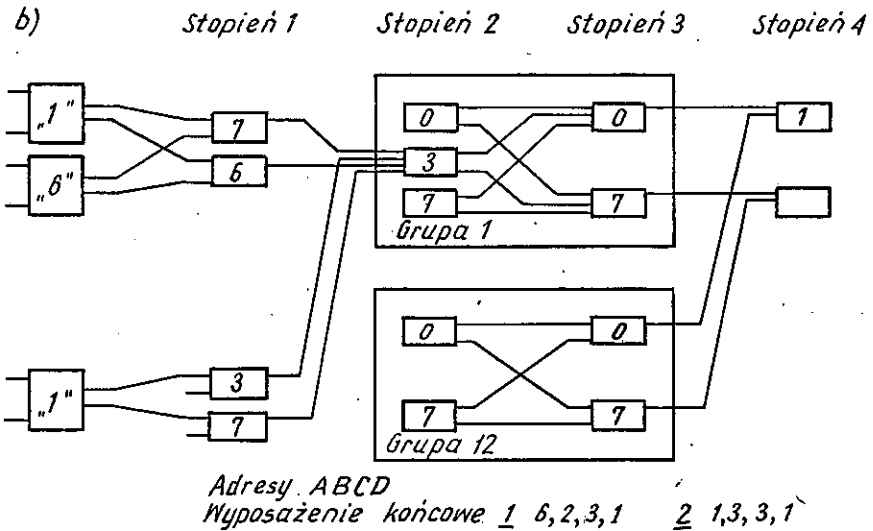 b) Stopień 1 Stopień 2 Stopień 3 Stopień 4
„1" 7 0 0 1
„6" 6 3
7 7
Grupa 1
0 0
„1" 3
7 7 7
Grupa 12
Adresy ABCD
Wyposażenie końcowe 1 6,2,3,1 2 1,3,3,1